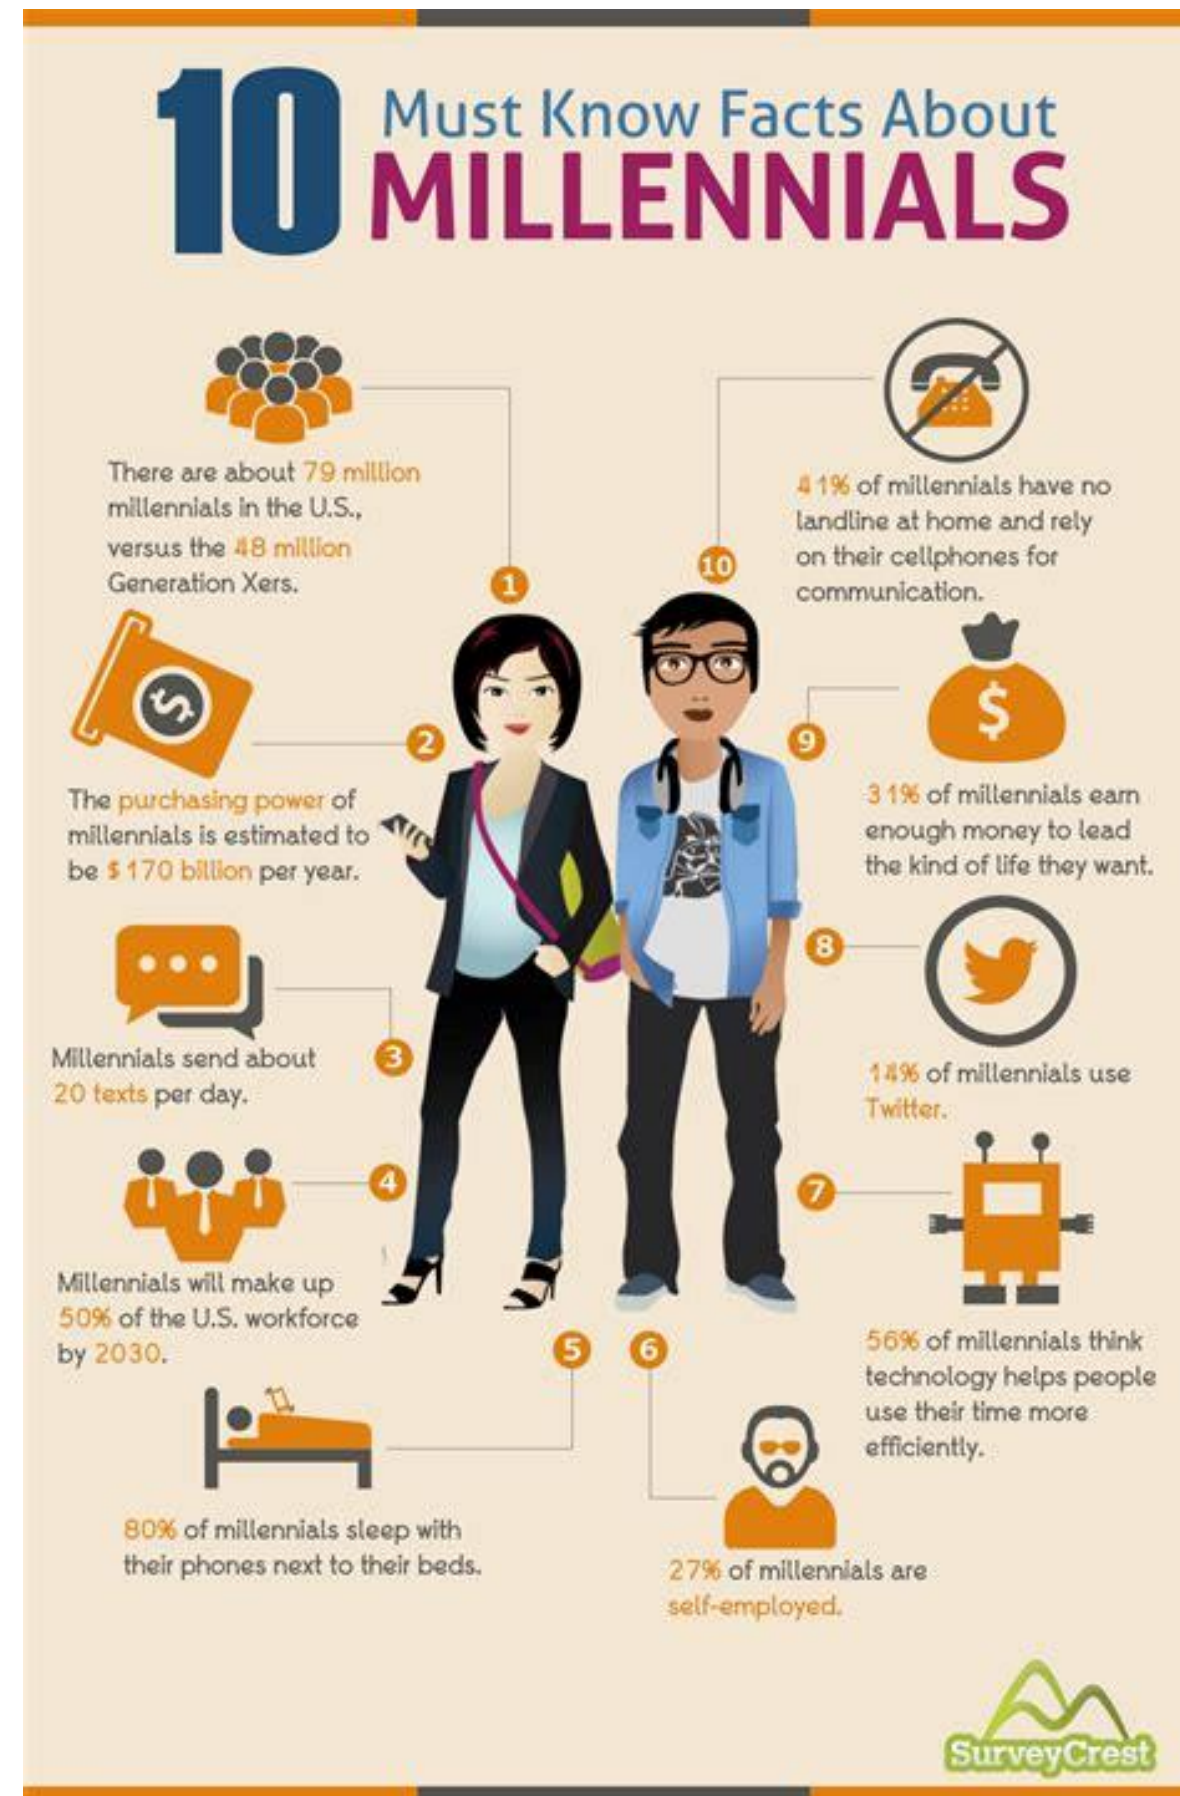 10 Must Know Facts About
MILLENNIALS
There are about 79 million
millennials in the U.S.,
versus the 48 million
Generation Xers.
1
2
The purchasing power of
millennials is estimated to
be $170 billion per year.
3
Millennials send about
20 texts per day.
4
Millennials will make up
50% of the U.S. workforce
by 2030.
5
80% of millennials sleep with
their phones next to their beds.
6
27% of millennials are
self-employed.
7
56% of millennials think
technology helps people
use their time more
efficiently.
8
14% of millennials use
Twitter.
9
$
31% of millennials earn
enough money to lead
the kind of life they want.
10
41% of millennials have no
landline at home and rely
on their cellphones for
communication.
SurveyCrest